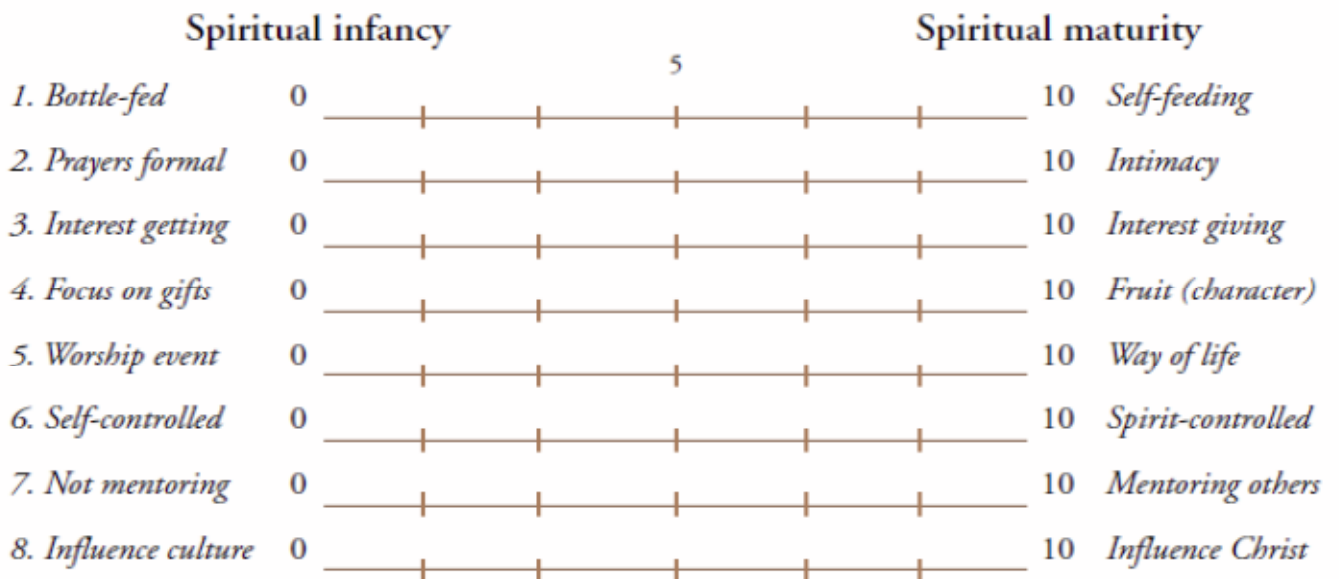 Spiritual infancy Spiritual maturity
5
1. Bottle-fed 0 10 Self-feeding
2. Prayers formal 0 10 Intimacy
3. Interest getting 0 10 Interest giving
4. Focus on gifts 0 10 Fruit (character)
5. Worship event 0 10 Way of life
6. Self-controlled 0 10 Spirit-controlled
7. Not mentoring 0 10 Mentoring others
8. Influence culture 0 10 Influence Christ